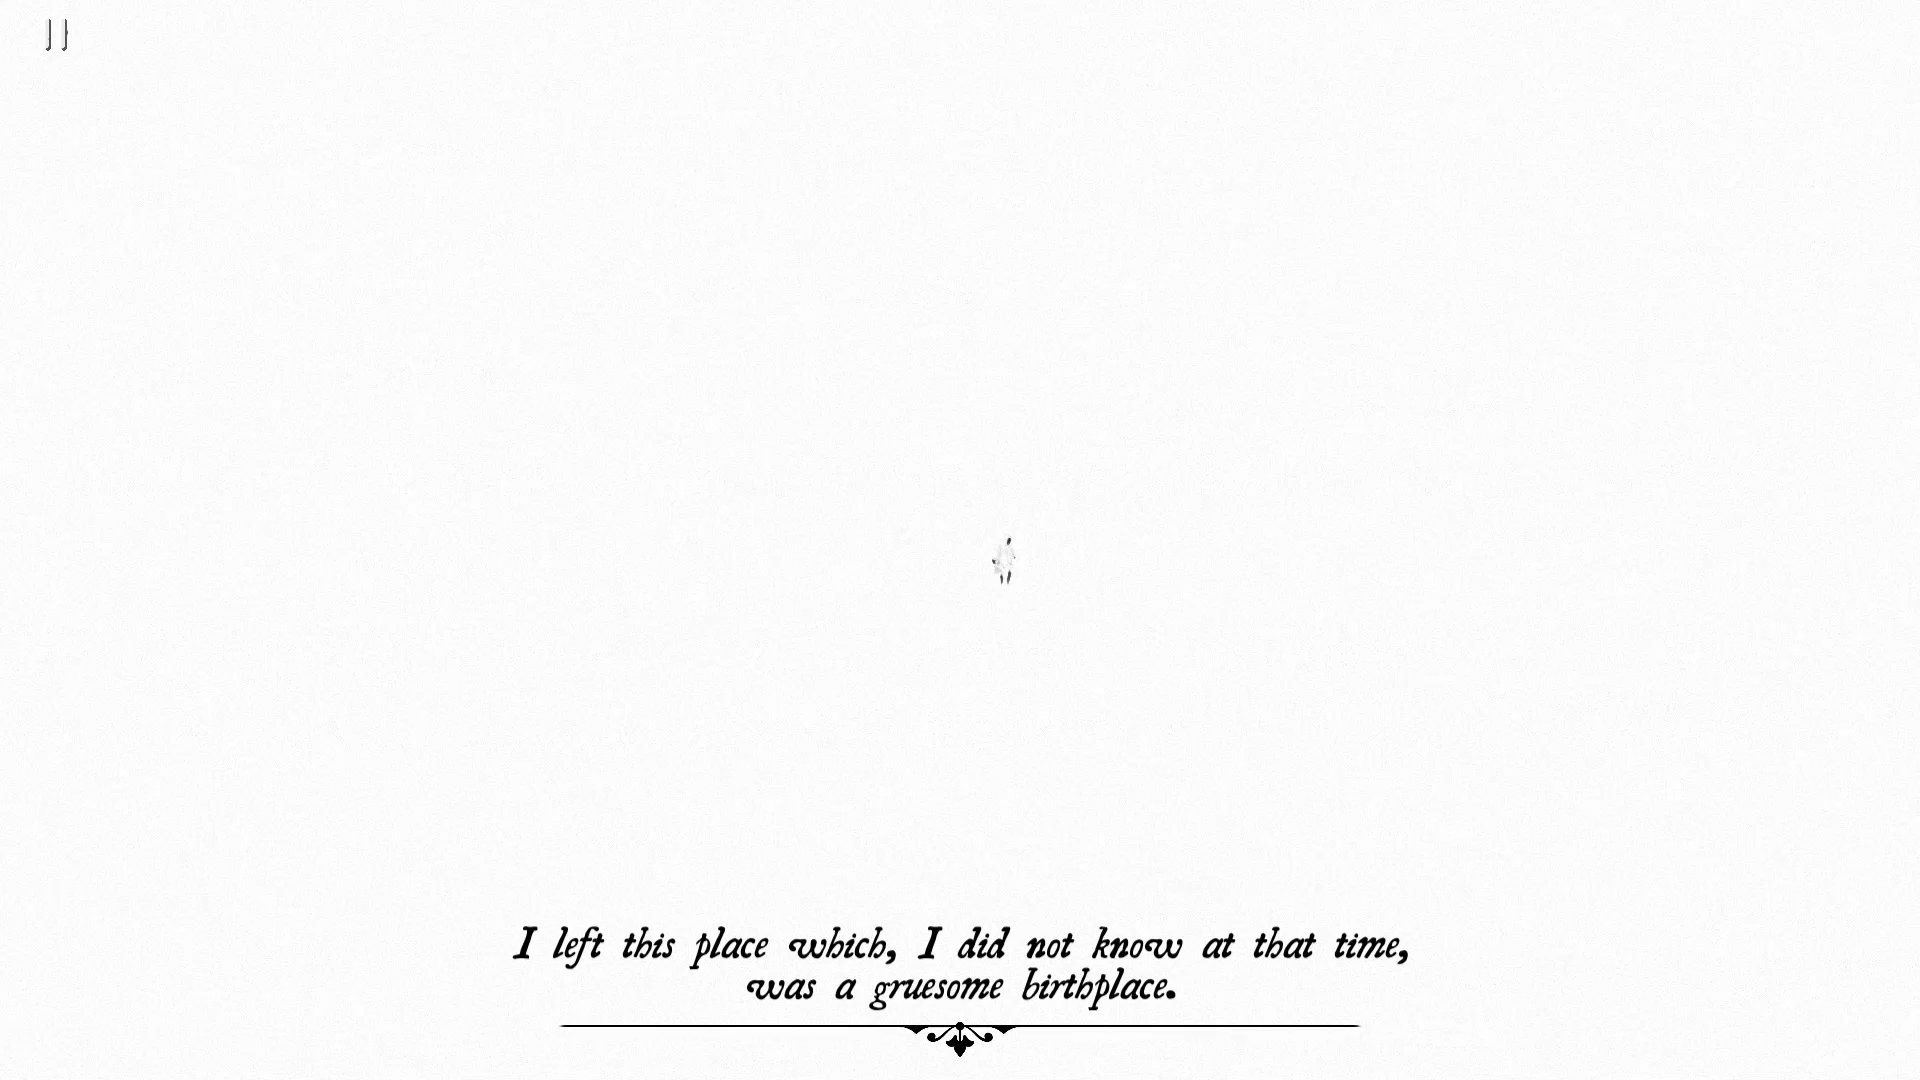 I left this place which, I did not know at that time,
was a gruesome birthplace.